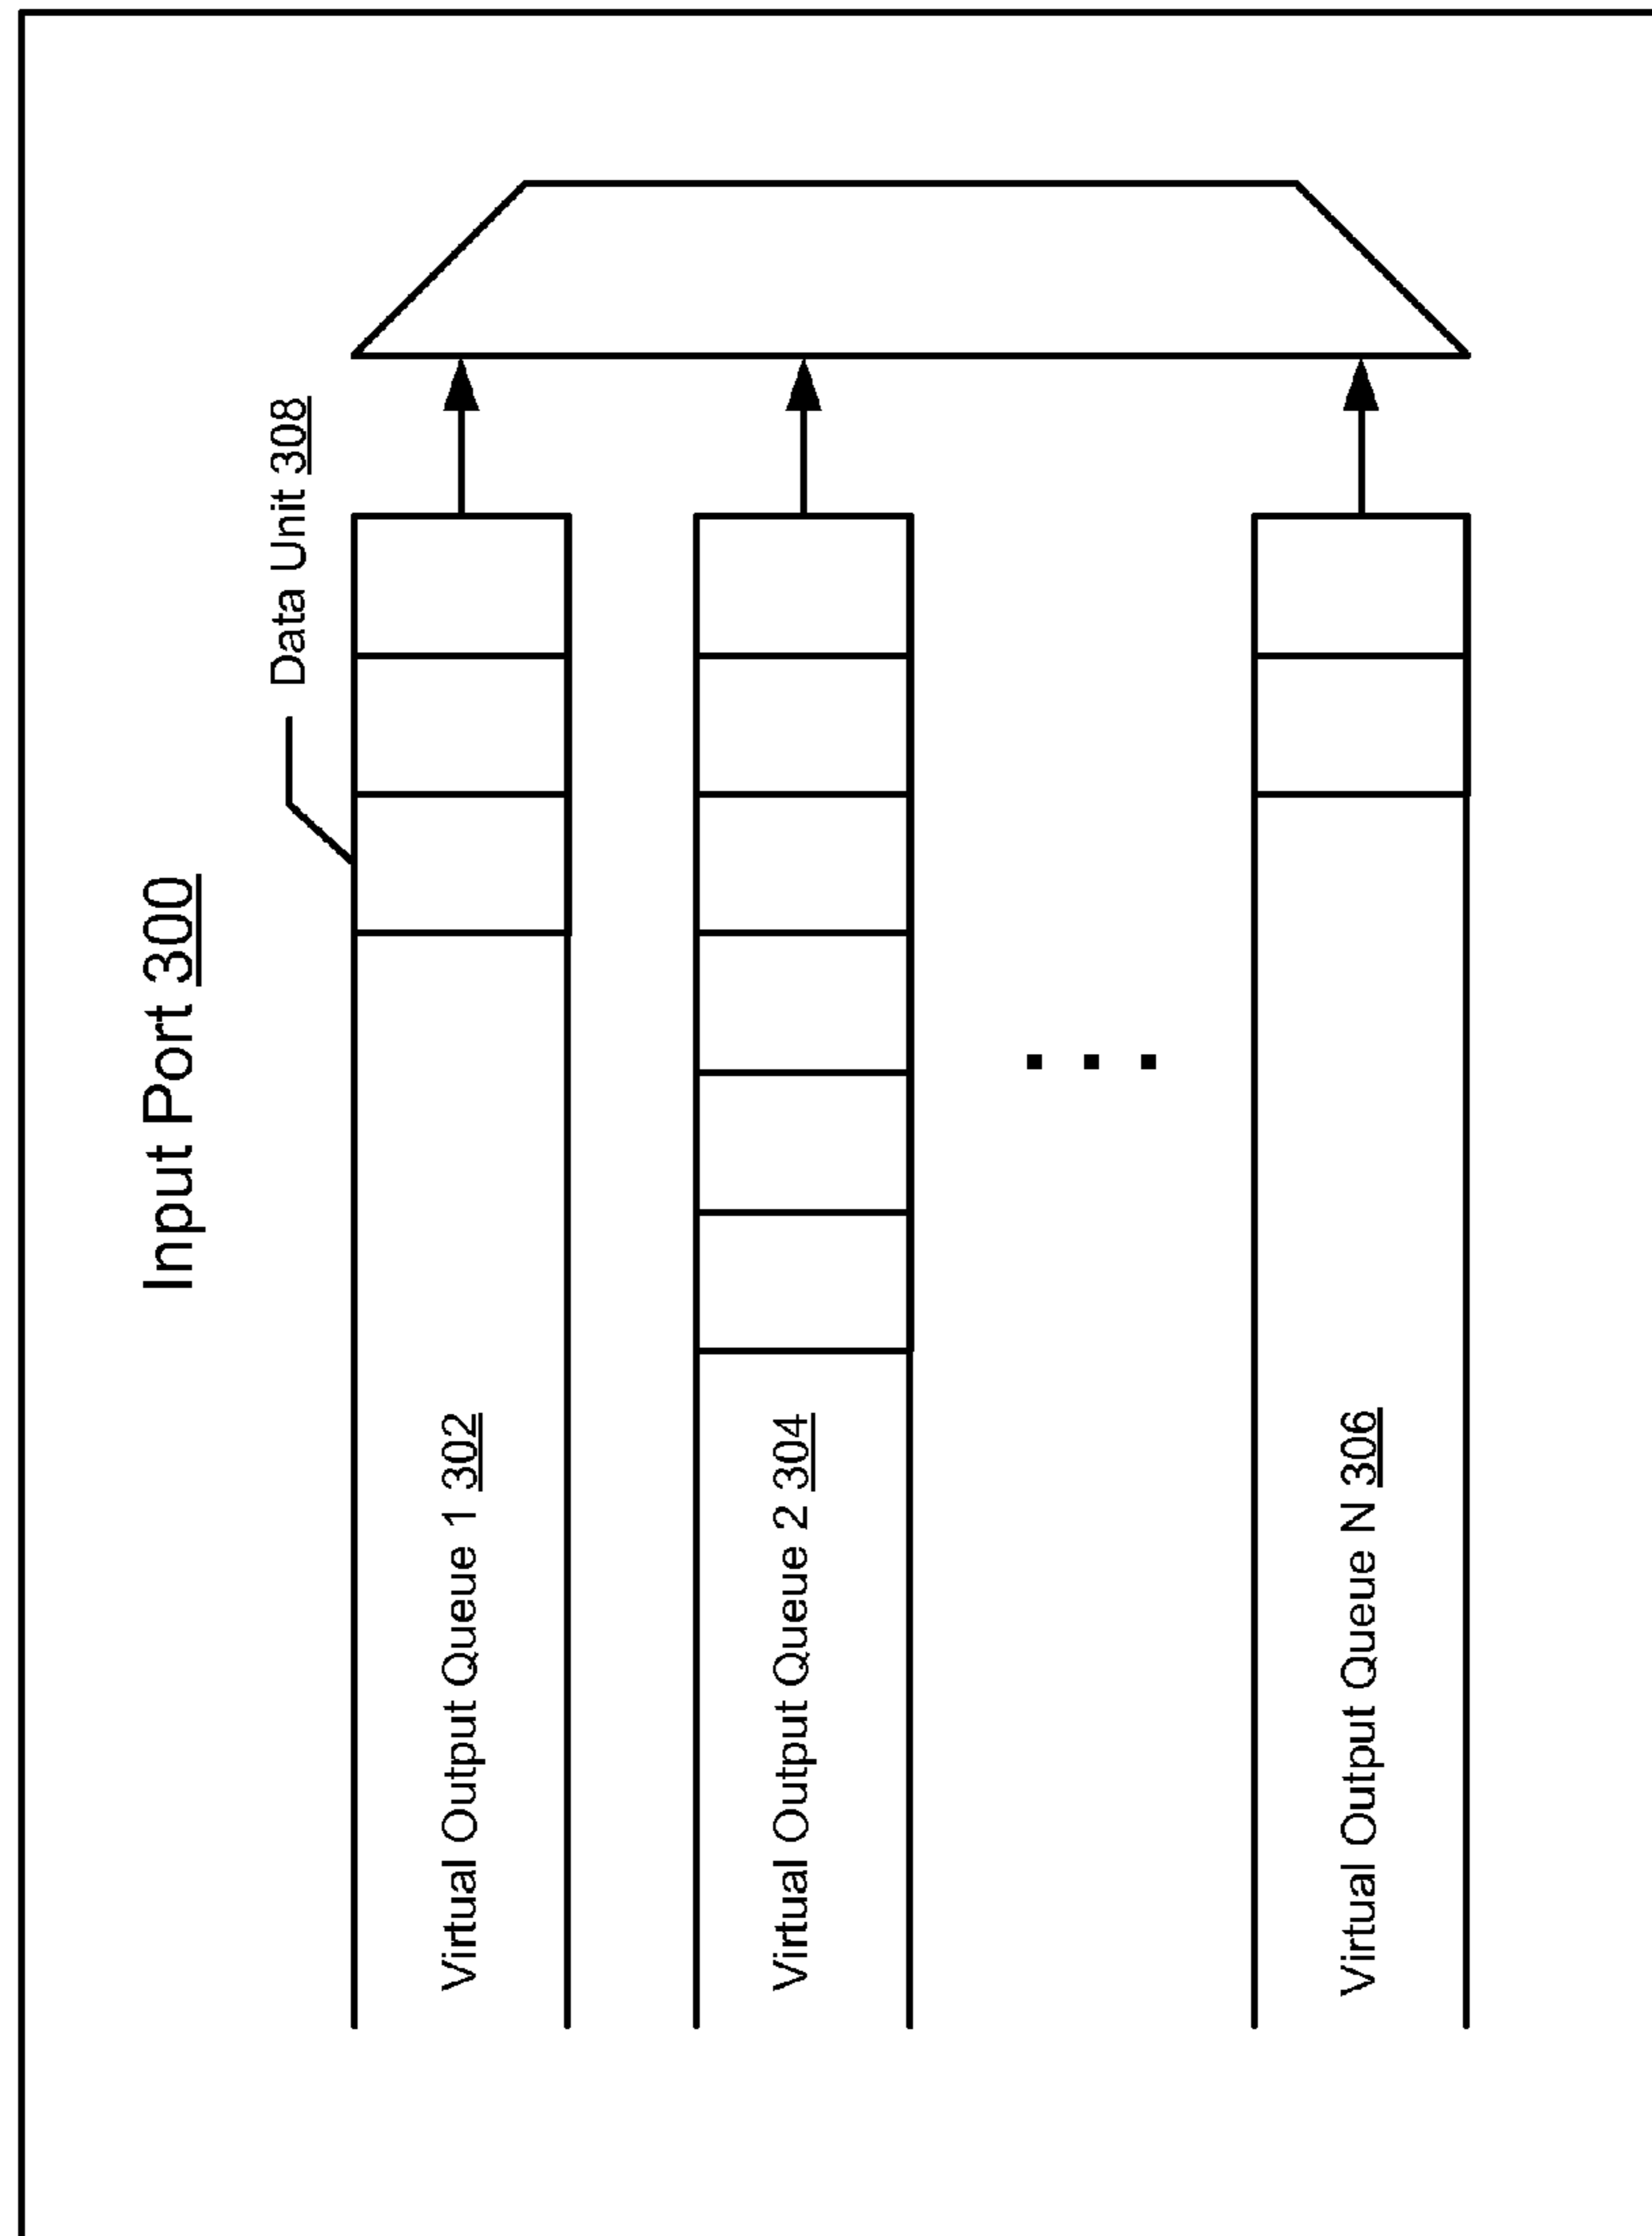 Input Port 300
Data Unit 308
Virtual Output Queue 1 302
Virtual Output Queue 2 304
. . .
Virtual Output Queue N 306